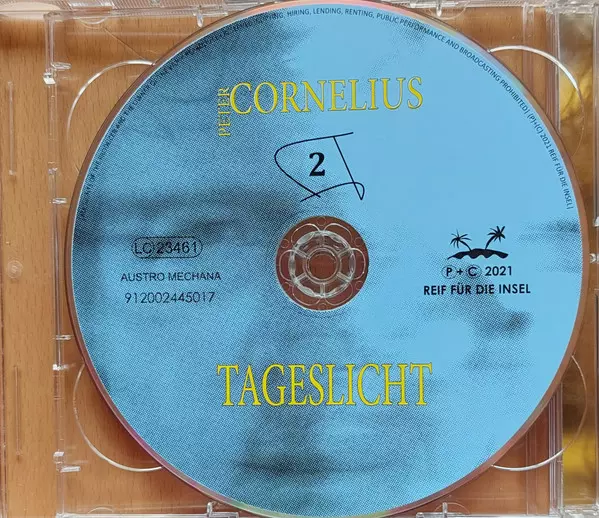 COPYING, HIRING, LENDING, RENTING, PUBLIC PERFORMANCE AND BROADCASTING PROHIBITED! (P)+(C) 2021 REIF FÜR DIE INSEL]
PETER
CORNELIUS
2
LC 23461
AUSTRO MECHANA
912002445017
P + C 2021
REIF FÜR DIE INSEL
TAGESLICHT